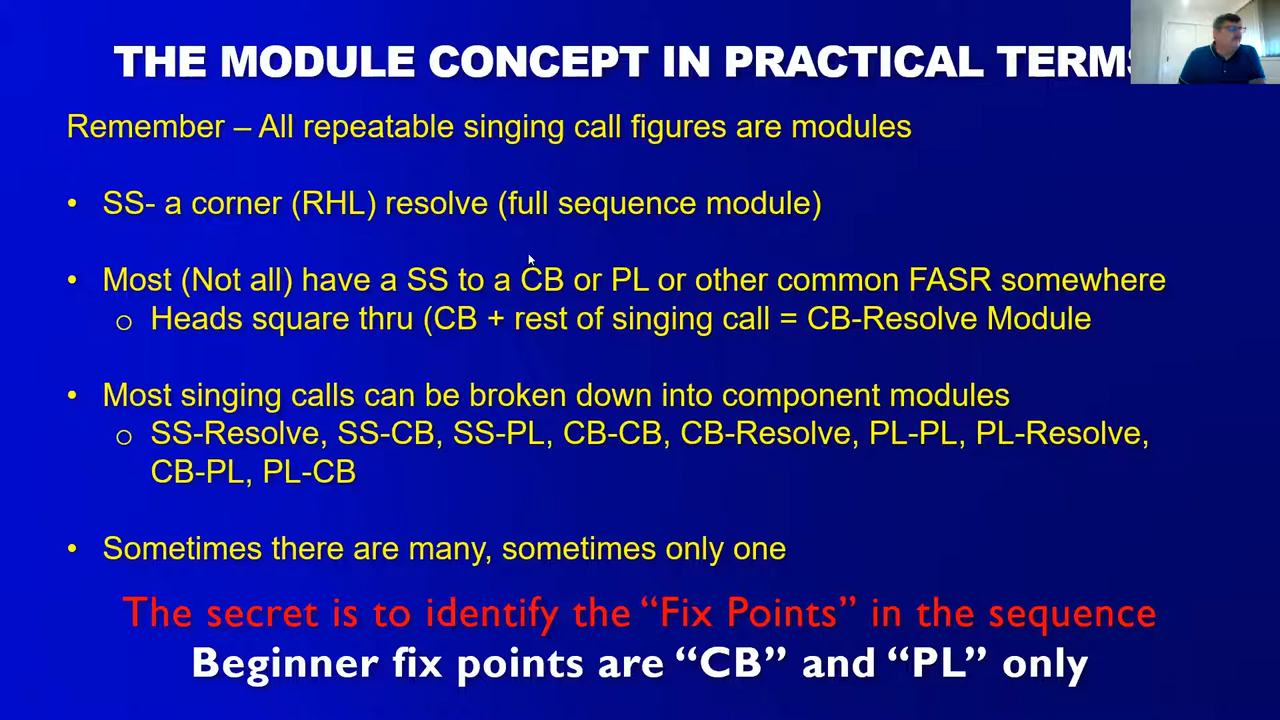 THE MODULE CONCEPT IN PRACTICAL TERMS
Remember – All repeatable singing call figures are modules
• SS- a corner (RHL) resolve (full sequence module)
• Most (Not all) have a SS to a CB or PL or other common FASR somewhere
o Heads square thru (CB + rest of singing call = CB-Resolve Module
• Most singing calls can be broken down into component modules
o SS-Resolve, SS-CB, SS-PL, CB-CB, CB-Resolve, PL-PL, PL-Resolve,
CB-PL, PL-CB
• Sometimes there are many, sometimes only one
The secret is to identify the “Fix Points” in the sequence
Beginner fix points are “CB” and “PL” only